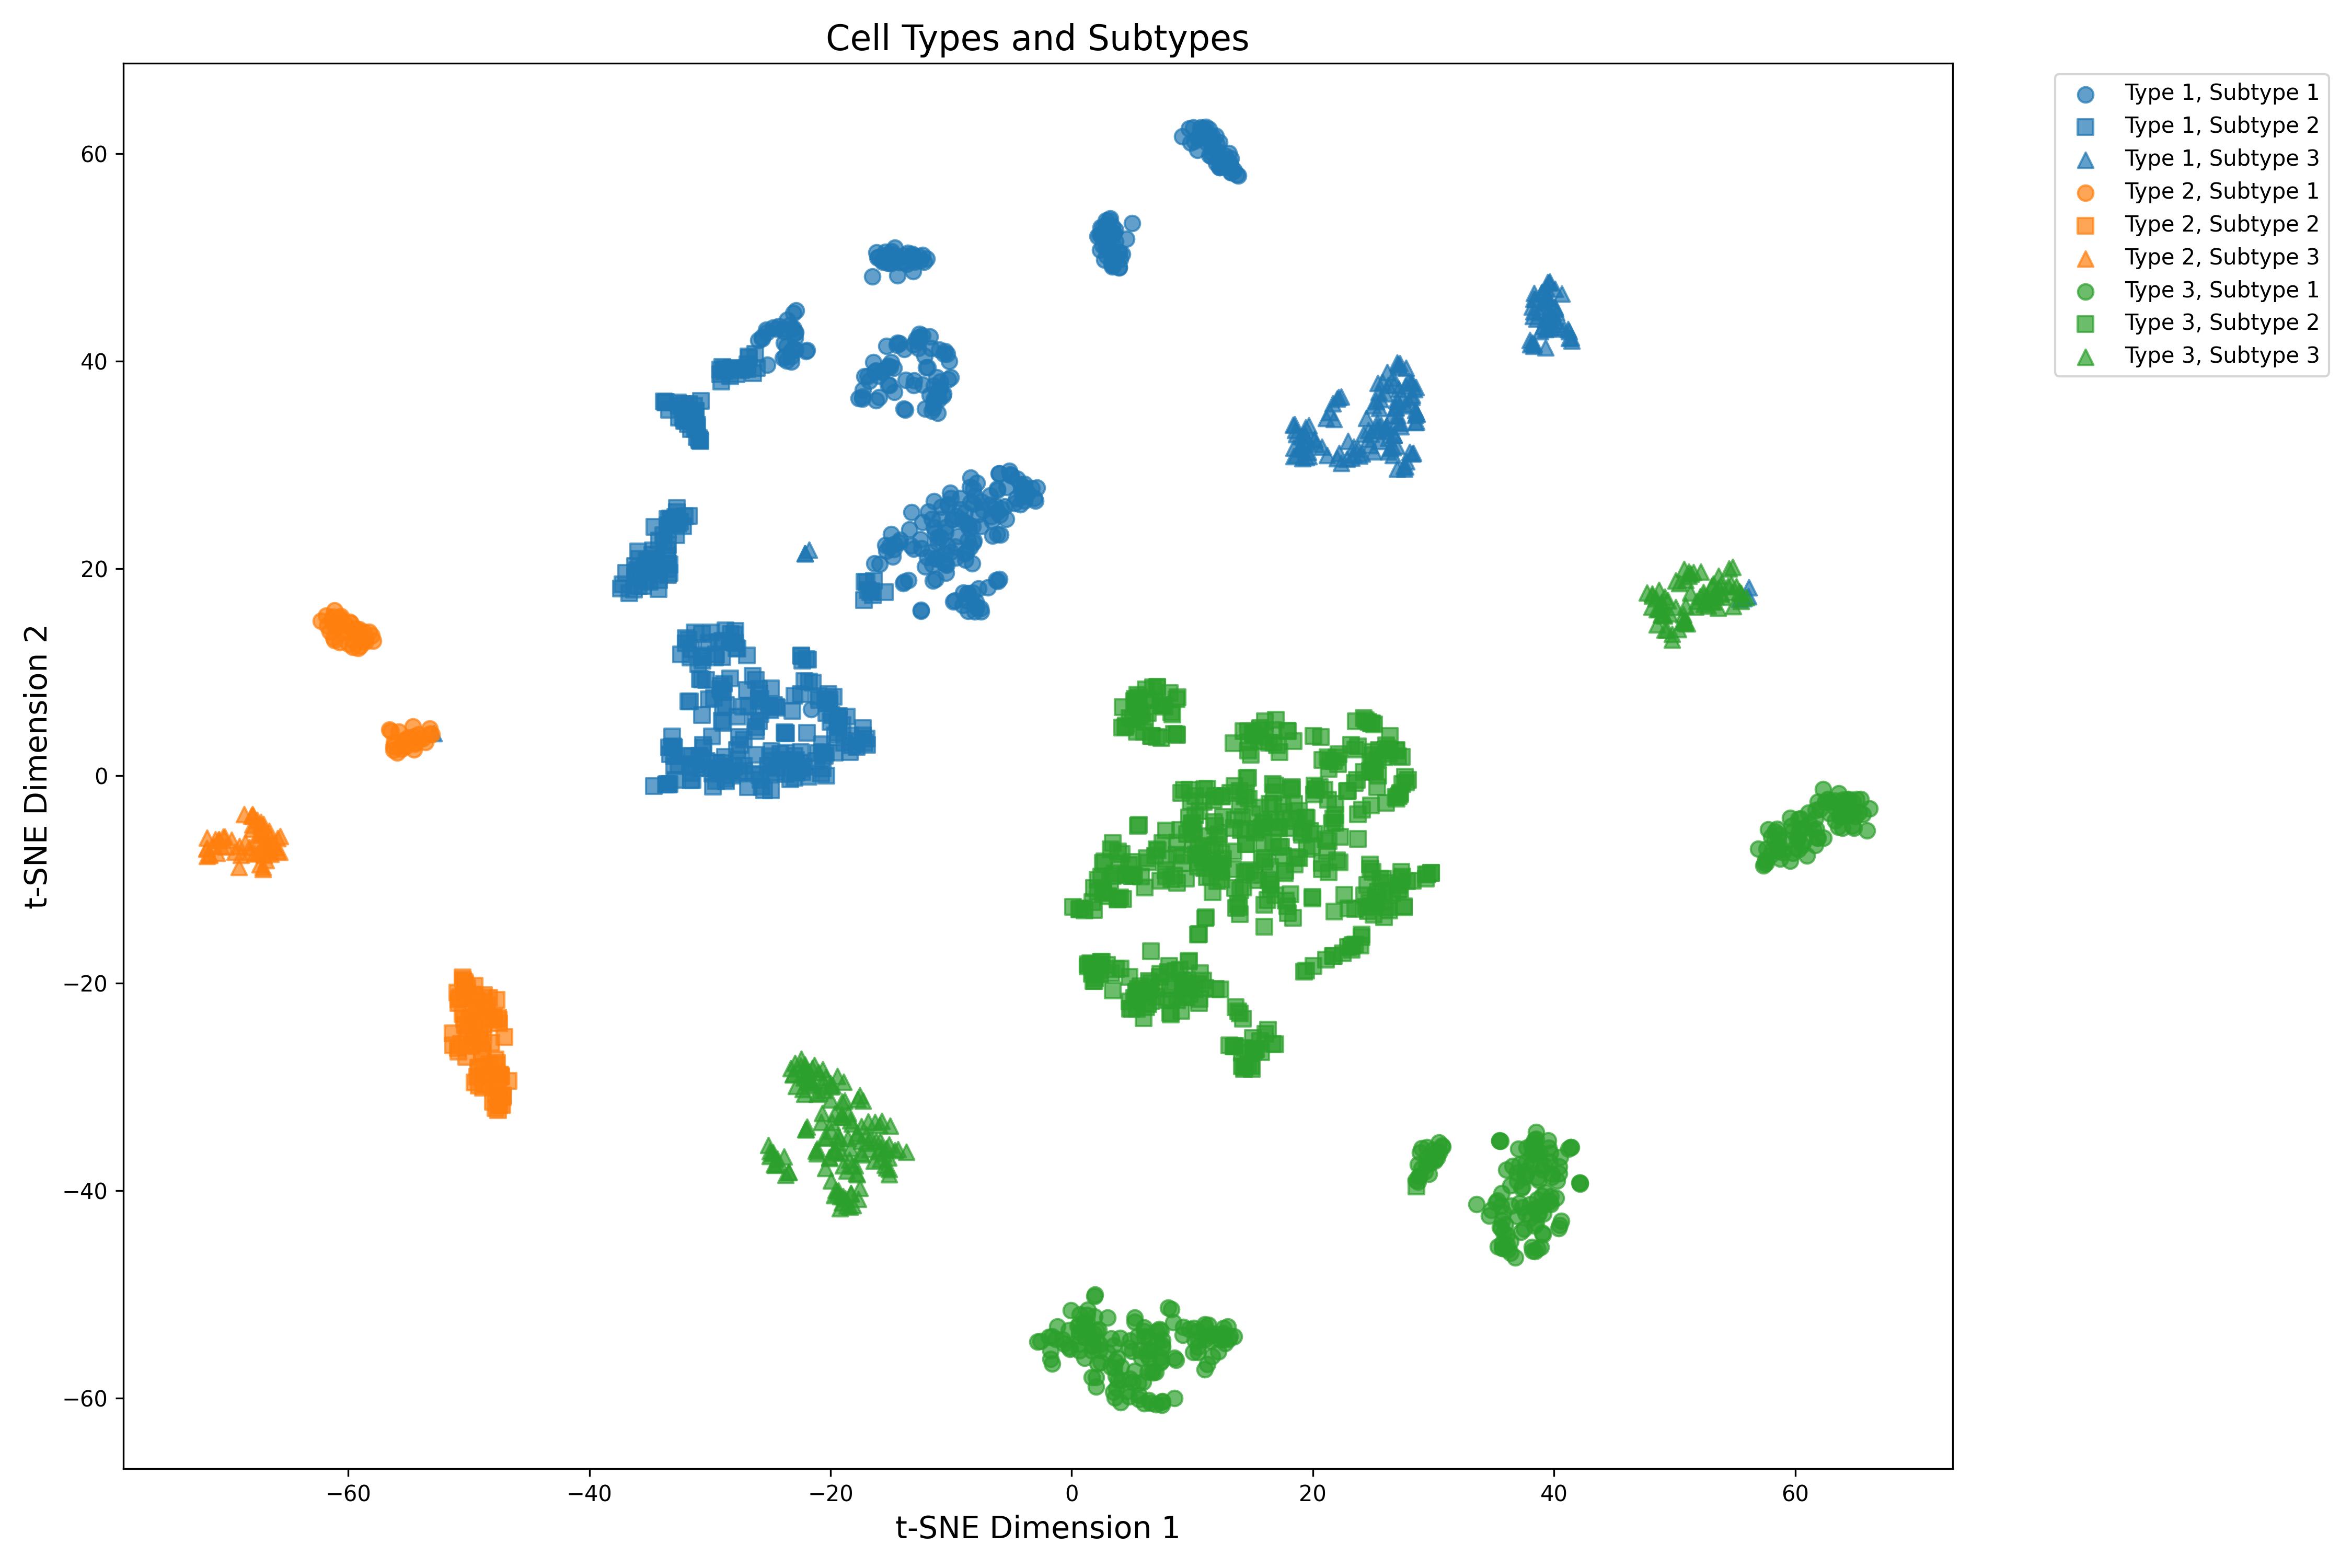 Cell Types and Subtypes
Type 1, Subtype 1
Type 1, Subtype 2
Type 1, Subtype 3
Type 2, Subtype 1
Type 2, Subtype 2
Type 2, Subtype 3
Type 3, Subtype 1
Type 3, Subtype 2
Type 3, Subtype 3
t-SNE Dimension 2
60
40
20
0
−20
−40
−60
−60 −40 −20 0 20 40 60
t-SNE Dimension 1